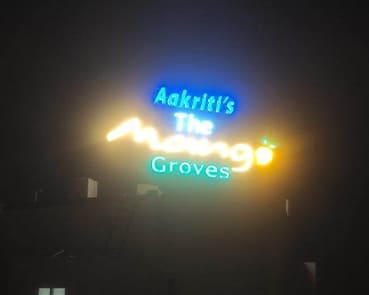 Aakriti's
The
Mango
Groves